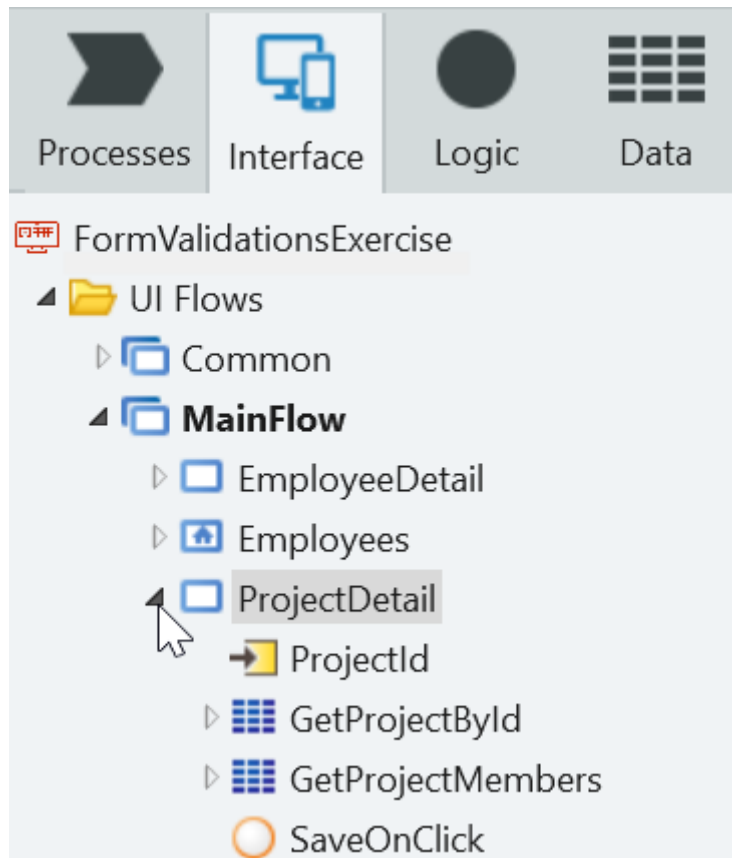 Processes Interface Logic Data
FormValidationsExercise
UI Flows
Common
MainFlow
EmployeeDetail
Employees
ProjectDetail
ProjectId
GetProjectById
GetProjectMembers
SaveOnClick